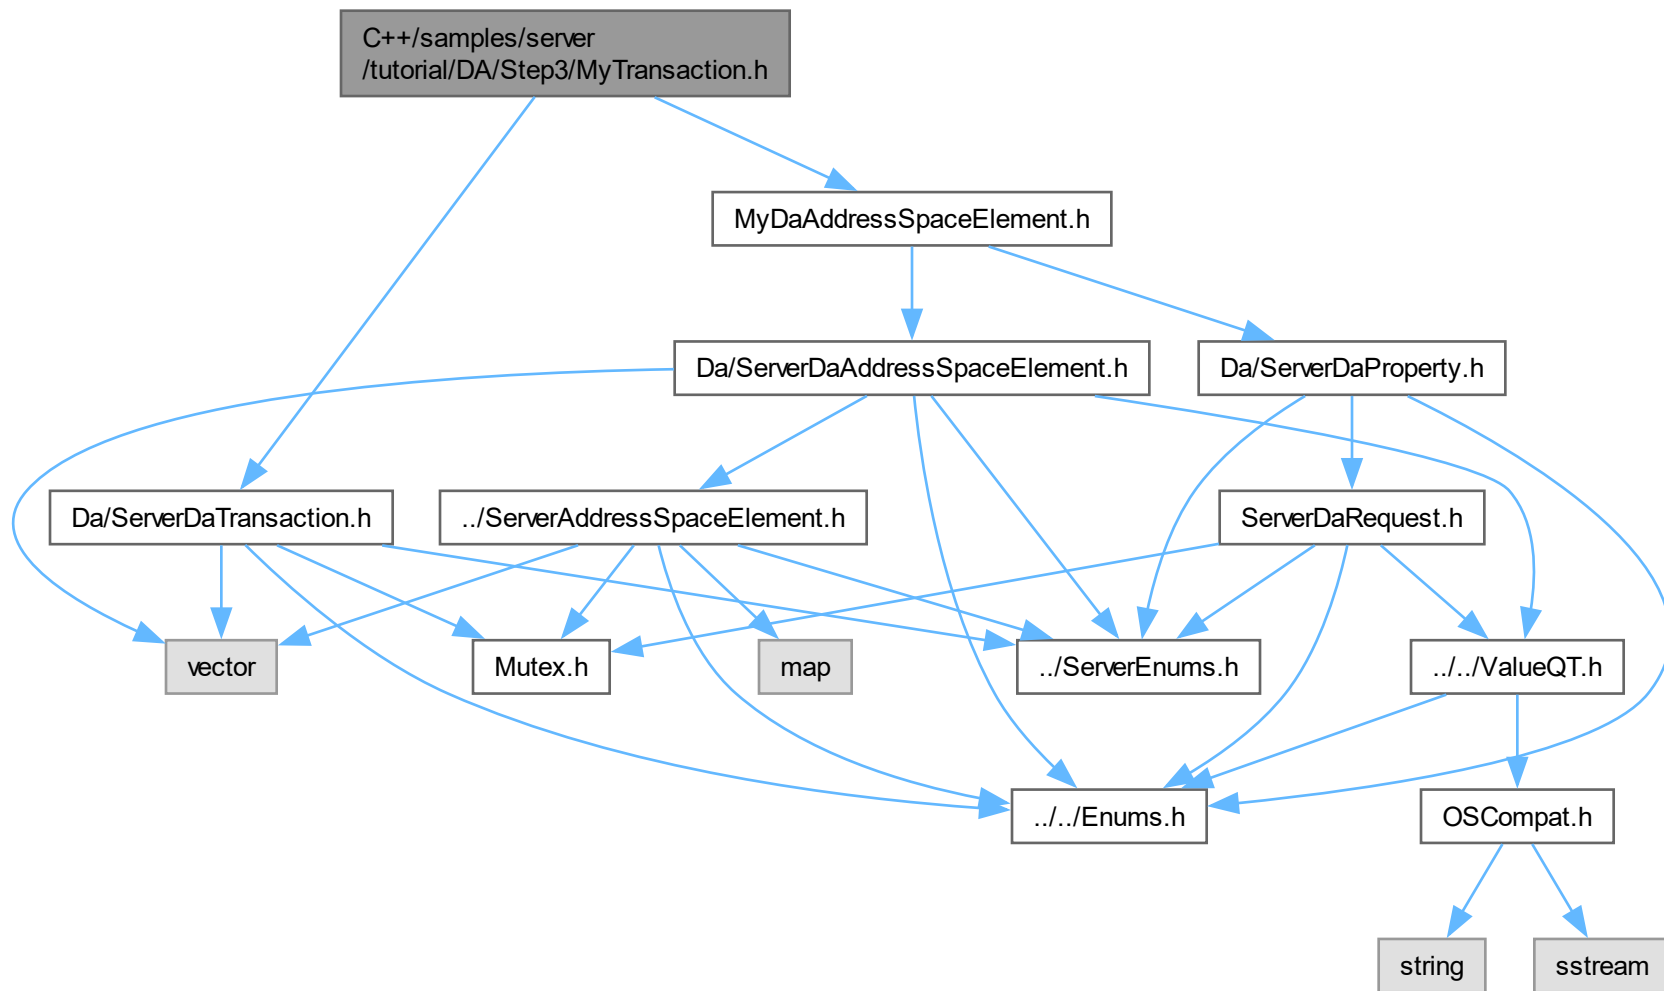 C++/samples/server
/tutorial/DA/Step3/MyTransaction.h
MyDaAddressSpaceElement.h
Da/ServerDaAddressSpaceElement.h
Da/ServerDaProperty.h
Da/ServerDaTransaction.h
../ServerAddressSpaceElement.h
ServerDaRequest.h
vector
Mutex.h
map
../ServerEnums.h
../../ValueQT.h
../../Enums.h
OSCompat.h
string
sstream